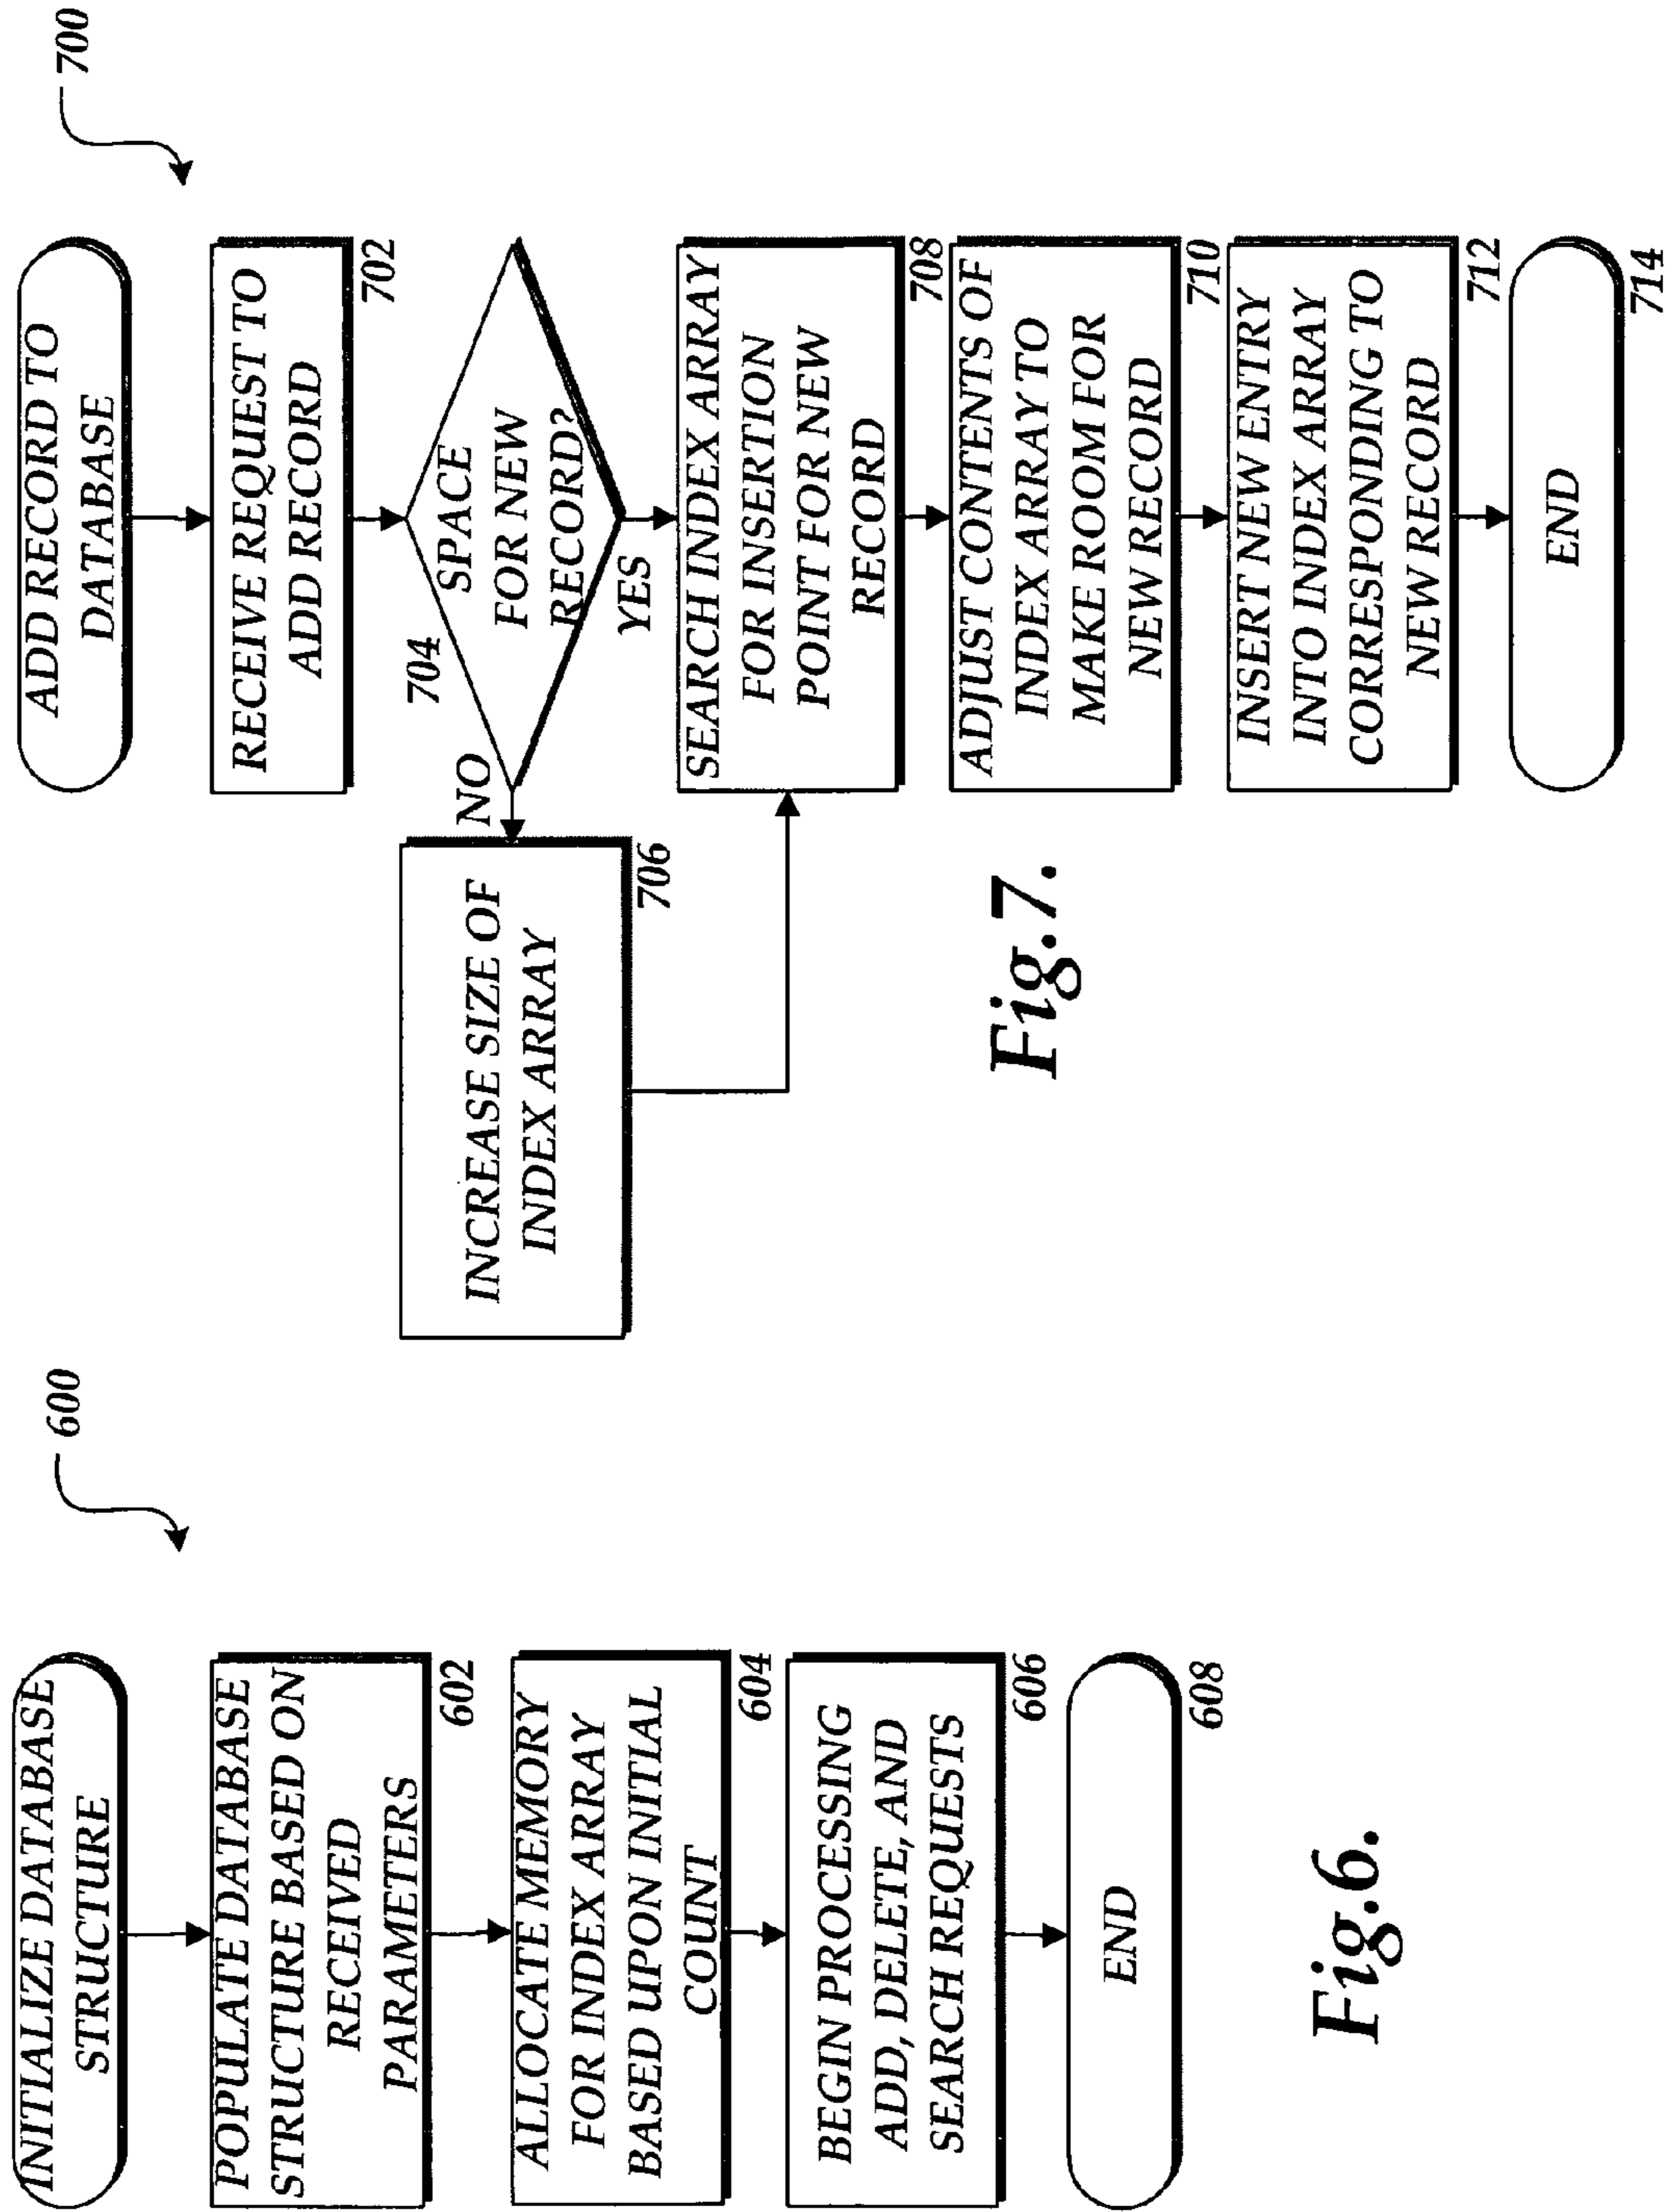 INITIALIZE DATABASE
STRUCTURE
600
POPULATE DATABASE
STRUCTURE BASED ON
RECEIVED
PARAMETERS
602
ALLOCATE MEMORY
FOR INDEX ARRAY
BASED UPON INITIAL
COUNT
604
BEGIN PROCESSING
ADD, DELETE, AND
SEARCH REQUESTS
606
END
608
Fig.6.
ADD RECORD TO
DATABASE
700
RECEIVE REQUEST TO
ADD RECORD
702
704
SPACE
FOR NEW
RECORD?
NO
YES
INCREASE SIZE OF
INDEX ARRAY
706
SEARCH INDEX ARRAY
FOR INSERTION
POINT FOR NEW
RECORD
708
ADJUST CONTENTS OF
INDEX ARRAY TO
MAKE ROOM FOR
NEW RECORD
710
INSERT NEW ENTRY
INTO INDEX ARRAY
CORRESPONDING TO
NEW RECORD
712
END
714
Fig.7.